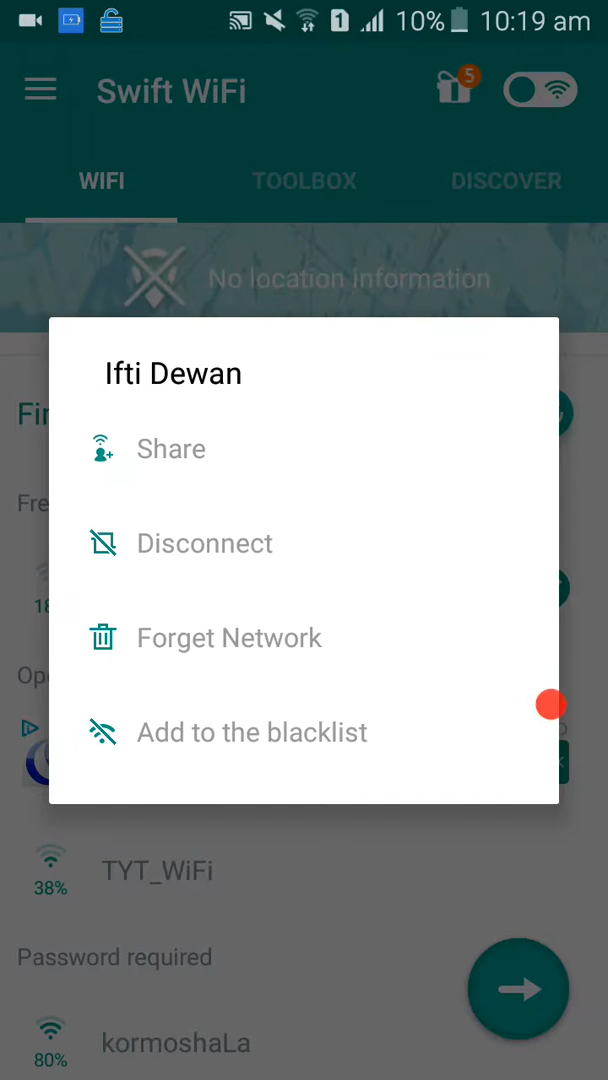 1 10% 10:19 am
Swift WiFi 5
WIFI TOOLBOX DISCOVER
No location information
Ifti Dewan
Share
Disconnect
Forget Network
Add to the blacklist
TYT_WiFi
38%
Password required
kormoshaLa
80%